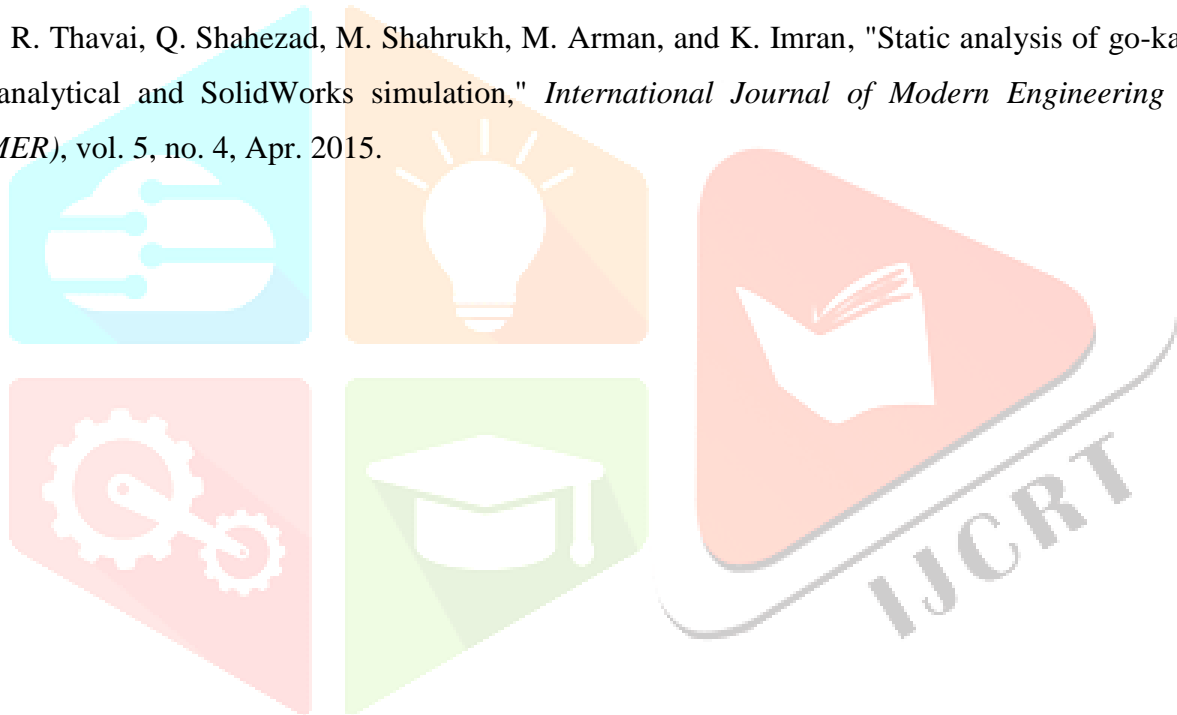 R. Thavai, Q. Shahezad, M. Shahrukh, M. Arman, and K. Imran, "Static analysis of go-ka
analytical and SolidWorks simulation," International Journal of Modern Engineering
MER), vol. 5, no. 4, Apr. 2015.
IJCRT